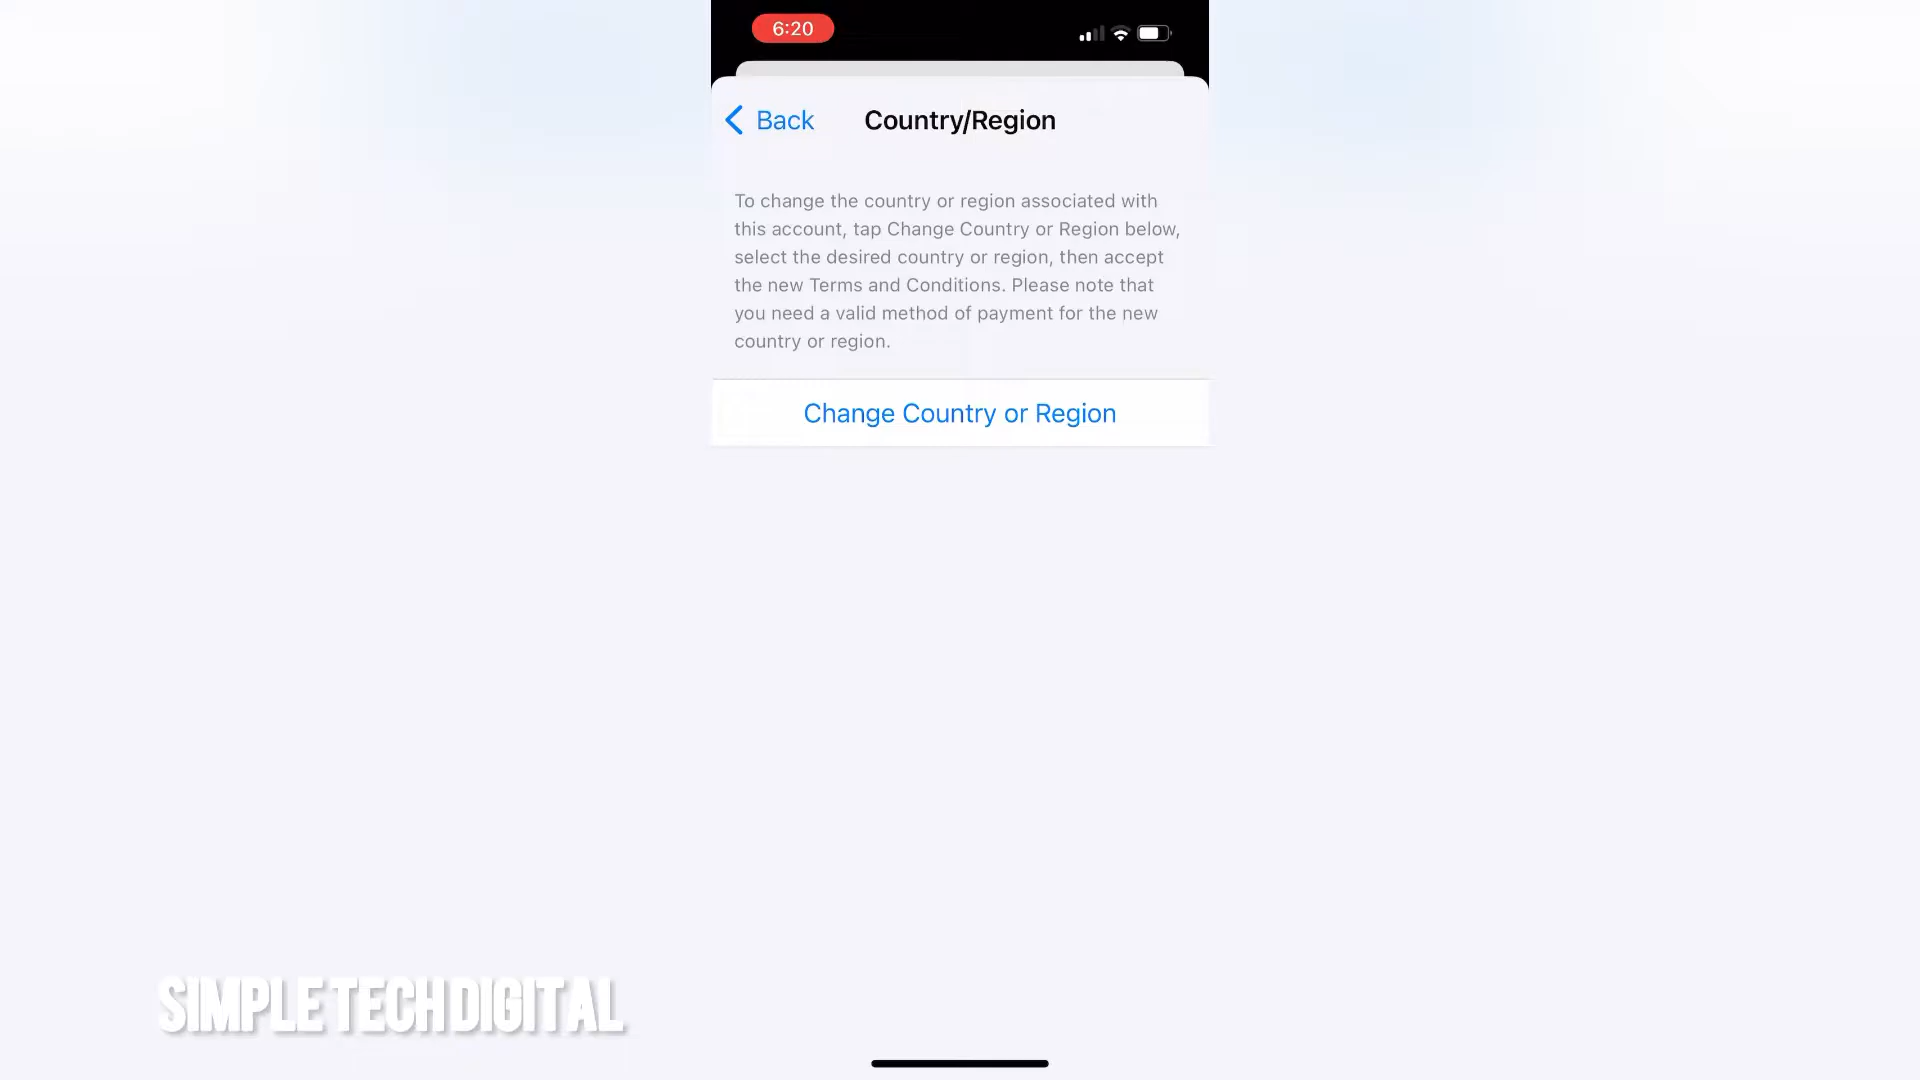 6:20
Back
Country/Region
To change the country or region associated with
this account, tap Change Country or Region below,
select the desired country or region, then accept
the new Terms and Conditions. Please note that
you need a valid method of payment for the new
country or region.
Change Country or Region
SIMPLE TECH DIGITAL